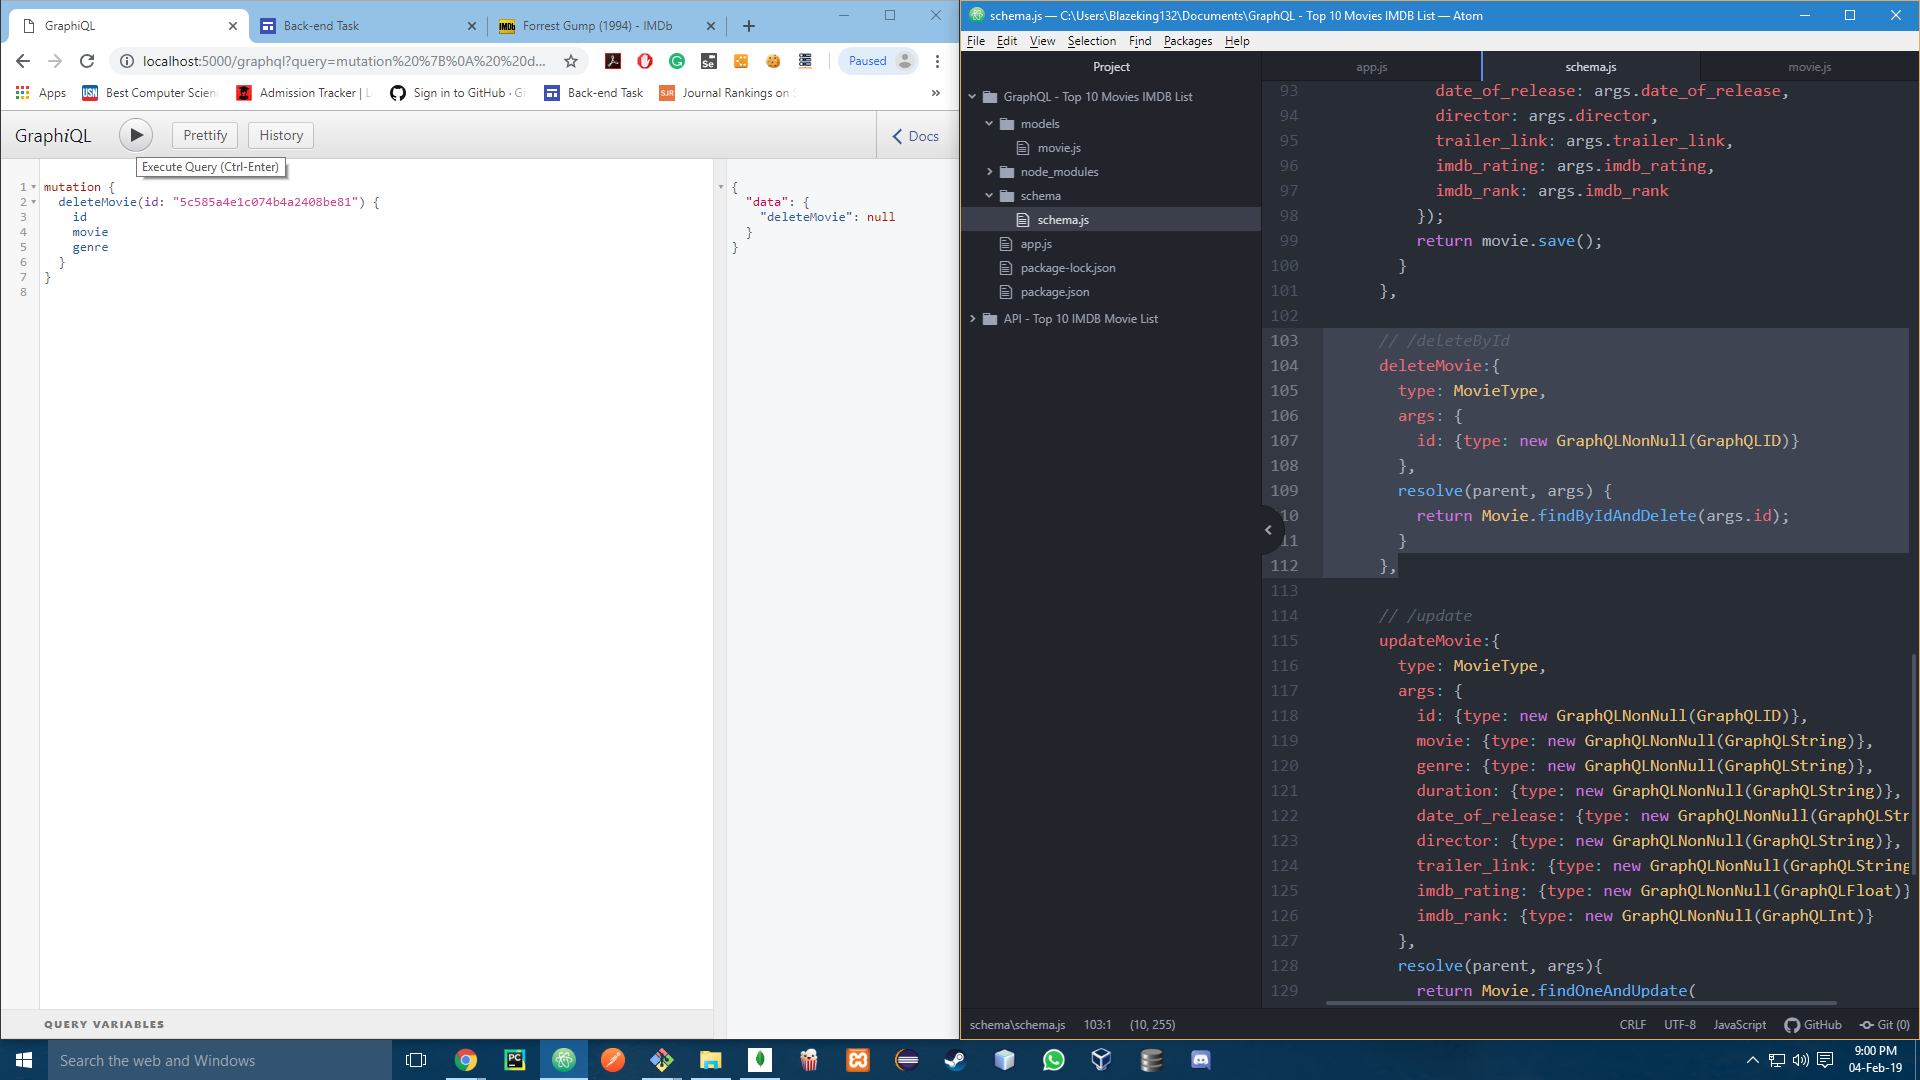 GraphiQL
Back-end Task
Forrest Gump (1994) - IMDb
localhost:5000/graphql?query=mutation%20%7B%0A%20%20d...
Paused
Apps
Best Computer Scien
Admission Tracker | 
Sign in to GitHub · G
Back-end Task
Journal Rankings on
GraphiQL
Prettify
History
Docs
Execute Query (Ctrl-Enter)
1 mutation {
2 deleteMovie(id: "5c585a4e1c074b4a2408be81") {
3 id
4 movie
5 genre
6 }
7 }
8
{
"data": {
"deleteMovie": null
}
}
QUERY VARIABLES
schema.js — C:\Users\Blazeking132\Documents\GraphQL - Top 10 Movies IMDB List — Atom
File Edit View Selection Find Packages Help
Project
GraphQL - Top 10 Movies IMDB List
models
movie.js
node_modules
schema
schema.js
app.js
package-lock.json
package.json
API - Top 10 IMDB Movie List
app.js
schema.js
movie.js
93 date_of_release: args.date_of_release,
94 director: args.director,
95 trailer_link: args.trailer_link,
96 imdb_rating: args.imdb_rating,
97 imdb_rank: args.imdb_rank
98 });
99 return movie.save();
100 }
101 },
102
103 // /deleteById
104 deleteMovie:{
105 type: MovieType,
106 args: {
107 id: {type: new GraphQLNonNull(GraphQLID)}
108 },
109 resolve(parent, args) {
10 return Movie.findByIdAndDelete(args.id);
11 }
112 },
113
114 // /update
115 updateMovie:{
116 type: MovieType,
117 args: {
118 id: {type: new GraphQLNonNull(GraphQLID)},
119 movie: {type: new GraphQLNonNull(GraphQLString)},
120 genre: {type: new GraphQLNonNull(GraphQLString)},
121 duration: {type: new GraphQLNonNull(GraphQLString)},
122 date_of_release: {type: new GraphQLNonNull(GraphQLStr
123 director: {type: new GraphQLNonNull(GraphQLString)},
124 trailer_link: {type: new GraphQLNonNull(GraphQLString
125 imdb_rating: {type: new GraphQLNonNull(GraphQLFloat)}
126 imdb_rank: {type: new GraphQLNonNull(GraphQLInt)}
127 },
128 resolve(parent, args){
129 return Movie.findOneAndUpdate(
schema\schema.js 103:1 (10, 255)
CRLF UTF-8 JavaScript GitHub Git (0)
Search the web and Windows
9:00 PM
04-Feb-19